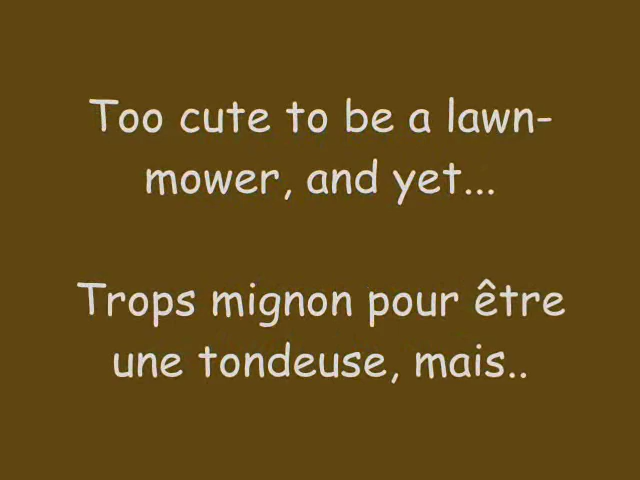 Too cute to be a lawn-
mower, and yet...
Trops mignon pour être
une tondeuse, mais..